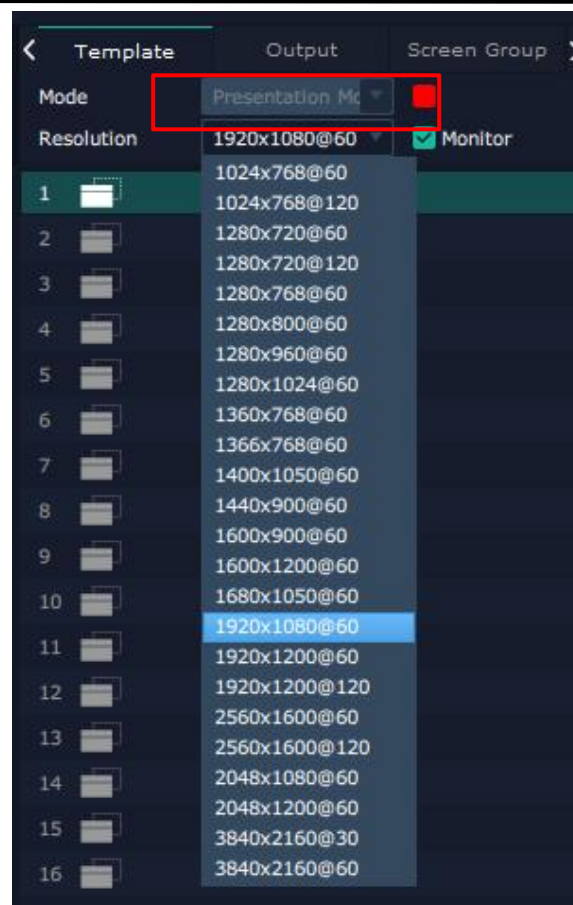 Template Output Screen Group
Mode Presentation Mc
Resolution 1920x1080@60 Monitor
1024x768@60
1 1024x768@120
2 1280x720@60
1280x720@120
3 1280x768@60
4 1280x800@60
1280x960@60
5 1280x1024@60
6 1360x768@60
1366x768@60
7 1400x1050@60
8 1440x900@60
1600x900@60
9 1600x1200@60
10 1680x1050@60
1920x1080@60
11 1920x1200@60
12 1920x1200@120
2560x1600@60
13 2560x1600@120
14 2048x1080@60
2048x1200@60
15 3840x2160@30
16 3840x2160@60